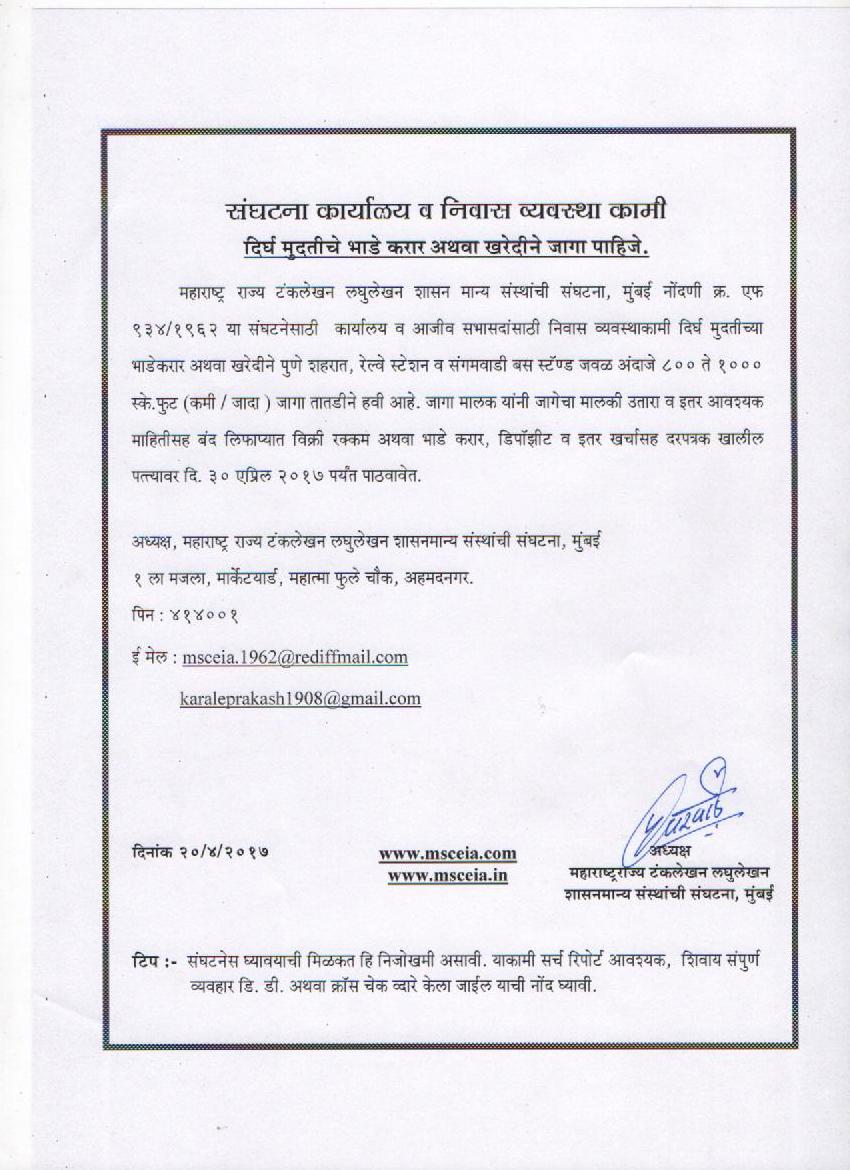 संघटना कार्यालय व निवास व्यवस्था कामी
दिर्घ मुदतीचे भाडे करार अथवा खरेदीने जागा पाहिजे.
महाराष्ट्र राज्य टंकलेखन लघुलेखन शासन मान्य संस्थांची संघटना, मुंबई नोंदणी क्र. एफ
९३४/१९६२ या संघटनेसाठी कार्यालय व आजीव सभासदांसाठी निवास व्यवस्थाकामी दिर्घ मुदतीच्या
भाडेकरार अथवा खरेदीने पुणे शहरात, रेल्वे स्टेशन व संगमवाडी बस स्टॅण्ड जवळ अंदाजे ८०० ते १०००
स्के.फुट (कमी / जादा ) जागा तातडीने हवी आहे. जागा मालक यांनी जागेचा मालकी उतारा व इतर आवश्यक
माहितीसह बंद लिफाप्यात विक्री रक्कम अथवा भाडे करार, डिपॉझीट व इतर खर्चासह दरपत्रक खालील
पत्त्यावर दि. ३० एप्रिल २०१७ पर्यंत पाठवावेत.
अध्यक्ष, महाराष्ट्र राज्य टंकलेखन लघुलेखन शासनमान्य संस्थांची संघटना, मुंबई
१ ला मजला, मार्केटयार्ड, महात्मा फुले चौक, अहमदनगर.
पिन : ४१४००१
ई मेल : msceia.1962@rediffmail.com
karaleprakash1908@gmail.com
दिनांक २०/४/२०१७
www.msceia.com
www.msceia.in
अध्यक्ष
महाराष्ट्रराज्य टंकलेखन लघुलेखन
शासनमान्य संस्थांची संघटना, मुंबई
टिप :- संघटनेस घ्यावयाची मिळकत हि निजोखमी असावी. याकामी सर्च रिपोर्ट आवश्यक, शिवाय संपुर्ण
व्यवहार डि. डी. अथवा क्रॉस चेक व्दारे केला जाईल याची नोंद घ्यावी.